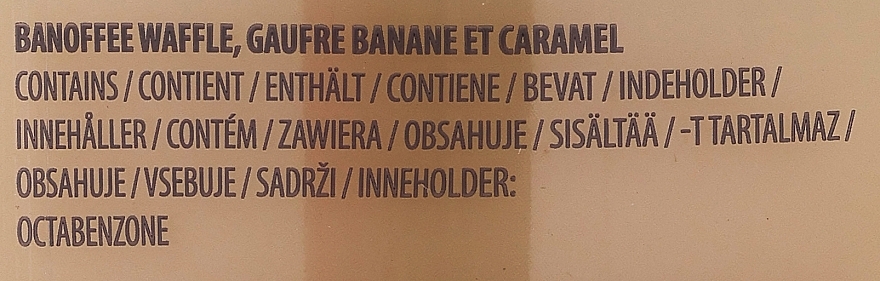 BANOFFEE WAFFLE, GAUFRE BANANE ET CARAMEL
CONTAINS / CONTIENT / ENTHÄLT / CONTIENE / BEVAT / INDEHOLDER /
INNEHÅLLER / CONTÉM / ZAWIERA / OBSAHUJE / SISÄLTÄÄ / -T TARTALMAZ /
OBSAHUJE / VSEBUJE / SADRŽI / INNEHOLDER:
OCTABENZONE